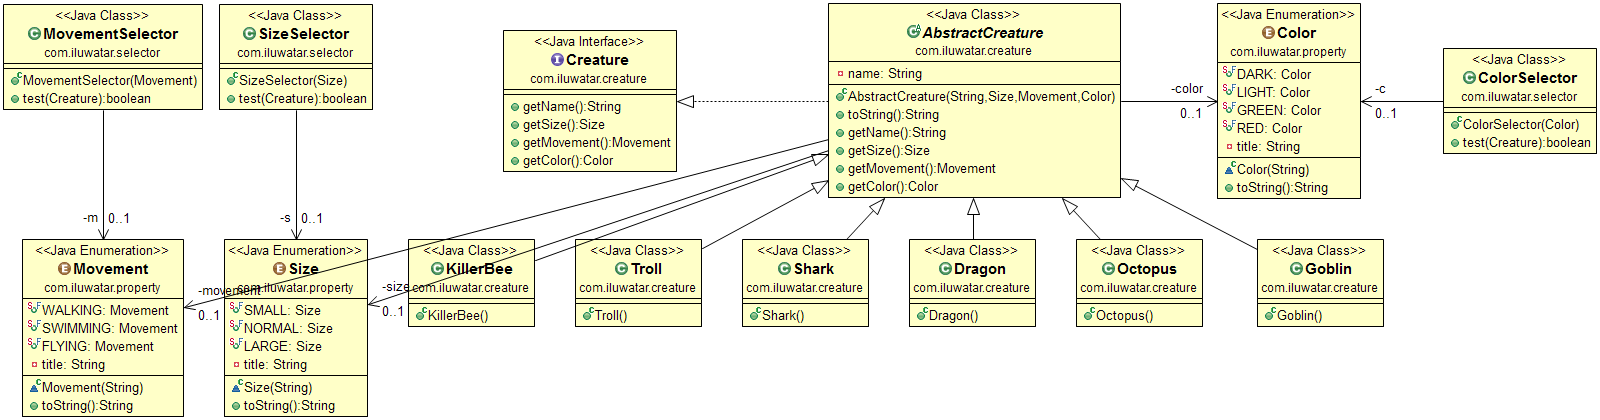 <<Java Class>>
MovementSelector
com.iluwatar.selector
MovementSelector(Movement)
test(Creature):boolean
<<Java Class>>
SizeSelector
com.iluwatar.selector
SizeSelector(Size)
test(Creature):boolean
<<Java Interface>>
Creature
com.iluwatar.creature
getName():String
getSize():Size
getMovement():Movement
getColor():Color
<<Java Class>>
AbstractCreature
com.iluwatar.creature
name: String
AbstractCreature(String,Size,Movement,Color)
toString():String
getName():String
getSize():Size
getMovement():Movement
getColor():Color
-color
0..1
<<Java Enumeration>>
Color
com.iluwatar.property
DARK: Color
LIGHT: Color
GREEN: Color
RED: Color
title: String
Color(String)
toString():String
-c
0..1
<<Java Class>>
ColorSelector
com.iluwatar.selector
ColorSelector(Color)
test(Creature):boolean
-m 0..1
-s 0..1
<<Java Enumeration>>
Movement
com.iluwatar.property
WALKING: Movement
SWIMMING: Movement
FLYING: Movement
title: String
Movement(String)
toString():String
-movement
0..1
<<Java Enumeration>>
Size
com.iluwatar.property
SMALL: Size
NORMAL: Size
LARGE: Size
title: String
Size(String)
toString():String
-size
0..1
<<Java Class>>
KillerBee
com.iluwatar.creature
KillerBee()
<<Java Class>>
Troll
com.iluwatar.creature
Troll()
<<Java Class>>
Shark
com.iluwatar.creature
Shark()
<<Java Class>>
Dragon
com.iluwatar.creature
Dragon()
<<Java Class>>
Octopus
com.iluwatar.creature
Octopus()
<<Java Class>>
Goblin
com.iluwatar.creature
Goblin()